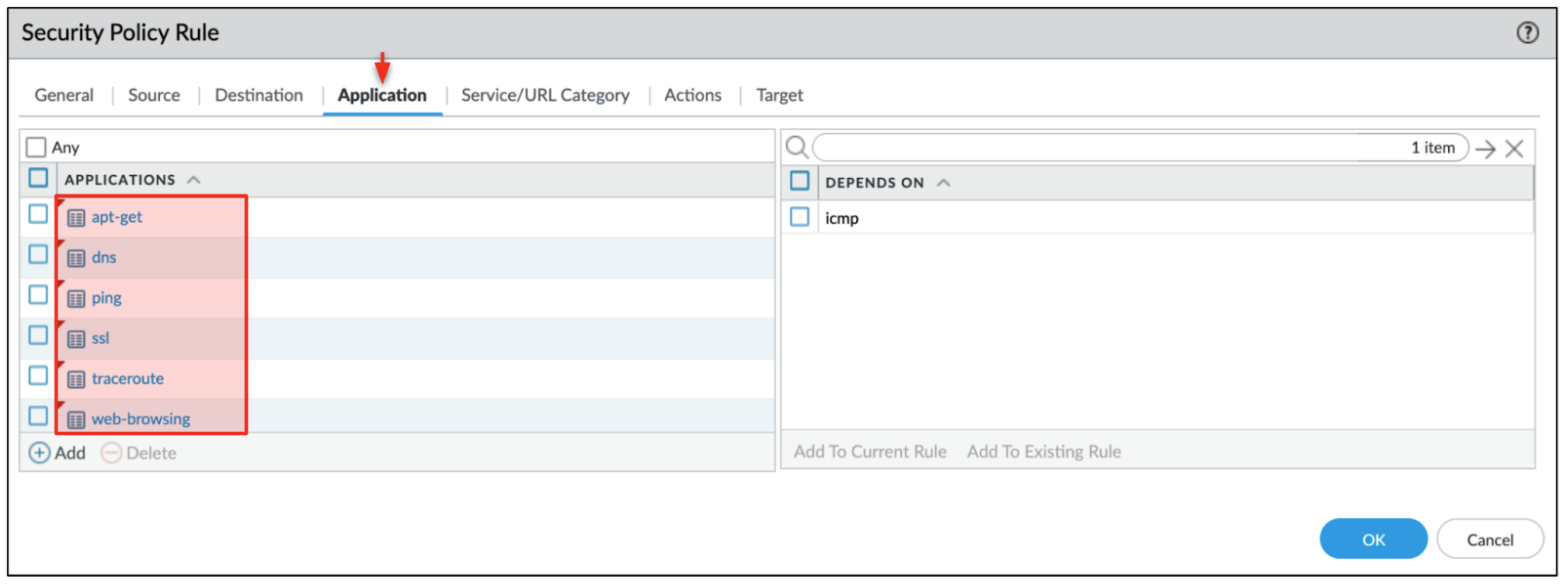 Security Policy Rule ?
General Source Destination Application Service/URL Category Actions Target
Any
APPLICATIONS
apt-get
dns
ping
ssl
traceroute
web-browsing
Add Delete
1 item
DEPENDS ON
icmp
Add To Current Rule Add To Existing Rule
OK Cancel